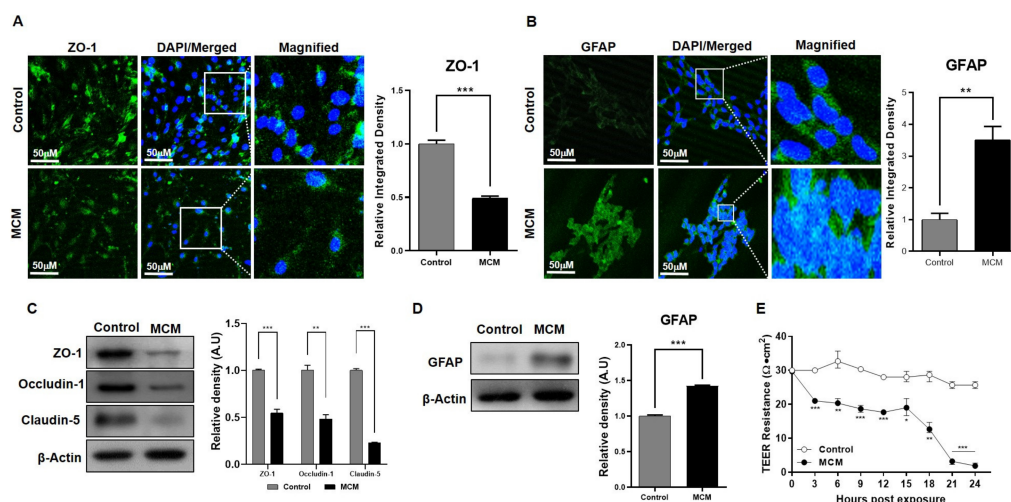 A
ZO-1 DAPI/Merged Magnified
Control
50μM 50μM 50μM
MCM
50μM 50μM 50μM
ZO-1
Relative Integrated Density
1.5
1.0
0.5
0.0
***
Control MCM
B
GFAP DAPI/Merged Magnified
Control
50μM 50μM 50μM
MCM
50μM 50μM 50μM
GFAP
Relative Integrated Density
5
4
3
2
1
0
**
Control MCM
C
Control MCM
ZO-1
Occludin-1
Claudin-5
β-Actin
Relative density (A.U)
1.5
1.0
0.5
0.0
*** ** ***
ZO-1 Occludin-1 Claudin-5
Control MCM
D
Control MCM
GFAP
β-Actin
GFAP
Relative density (A.U)
2.0
1.5
1.0
0.5
0.0
***
Control MCM
E
TEER Resistance (Ω•cm²)
40
30
20
10
0
*** ** *** *** * ** ***
Control
MCM
0 3 6 9 12 15 18 21 24
Hours post exposure